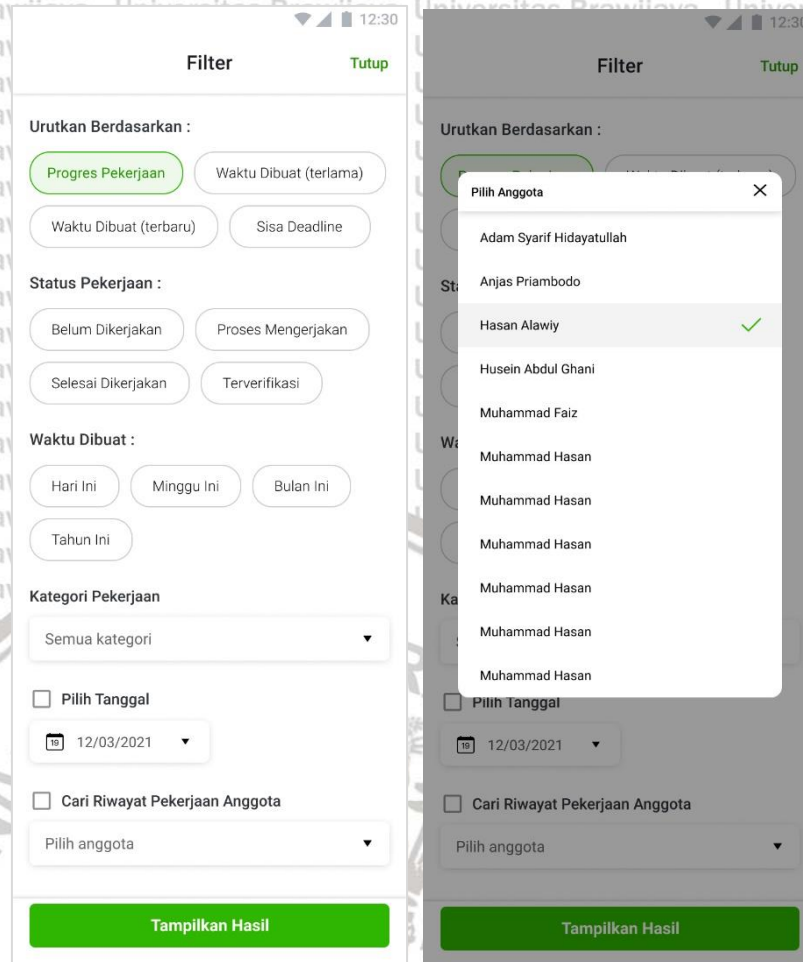 Universitas Brawijaya
12:30
Filter
Tutup
Urutkan Berdasarkan :
Progres Pekerjaan
Waktu Dibuat (terlama)
Waktu Dibuat (terbaru)
Sisa Deadline
Status Pekerjaan :
Belum Dikerjakan
Proses Mengerjakan
Selesai Dikerjakan
Terverifikasi
Waktu Dibuat :
Hari Ini
Minggu Ini
Bulan Ini
Tahun Ini
Kategori Pekerjaan
Semua kategori
Pilih Tanggal
19
12/03/2021
Cari Riwayat Pekerjaan Anggota
Pilih anggota
Tampilkan Hasil
12:30
Filter
Tutup
Urutkan Berdasarkan :
Pilih Anggota
Adam Syarif Hidayatullah
Anjas Priambodo
Hasan Alawiy
Husein Abdul Ghani
Muhammad Faiz
Muhammad Hasan
Muhammad Hasan
Muhammad Hasan
Muhammad Hasan
Muhammad Hasan
Muhammad Hasan
Pilih Tanggal
19
12/03/2021
Cari Riwayat Pekerjaan Anggota
Pilih anggota
Tampilkan Hasil